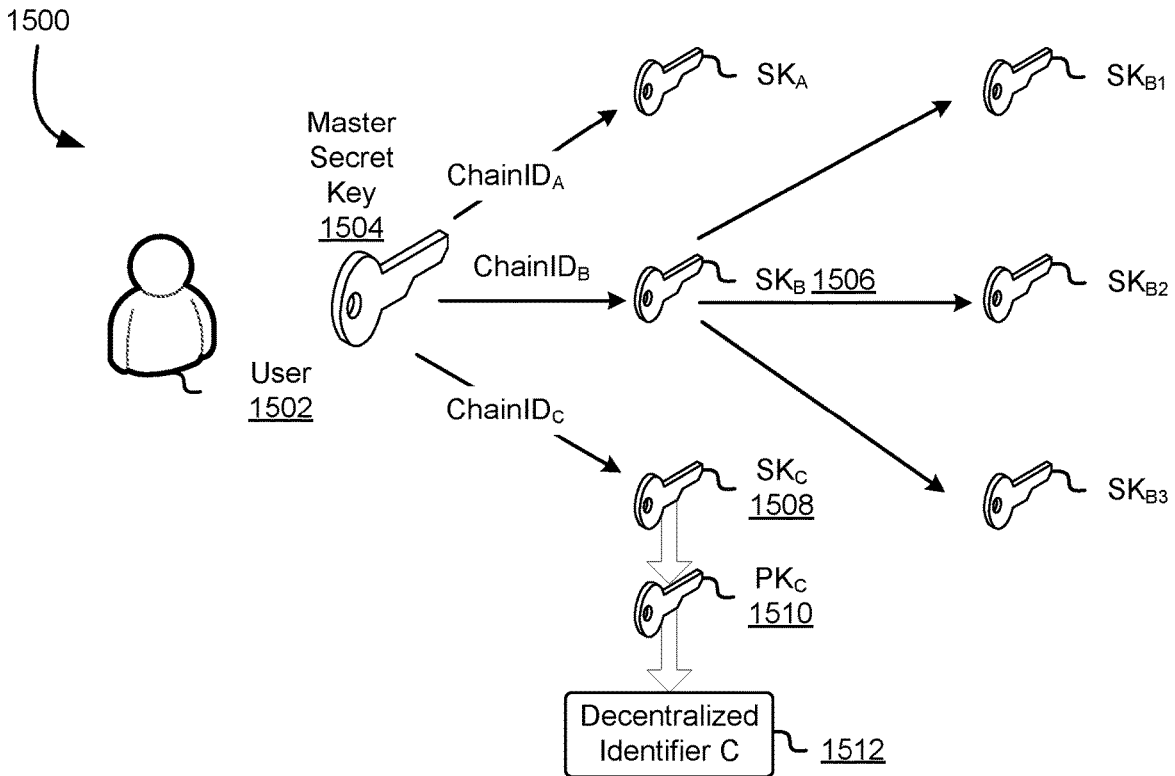 1500
Master
Secret
Key
1504
User
1502
ChainID_A
ChainID_B
ChainID_C
SK_A
SK_B 1506
SK_C
1508
PK_C
1510
Decentralized
Identifier C
1512
SK_B1
SK_B2
SK_B3